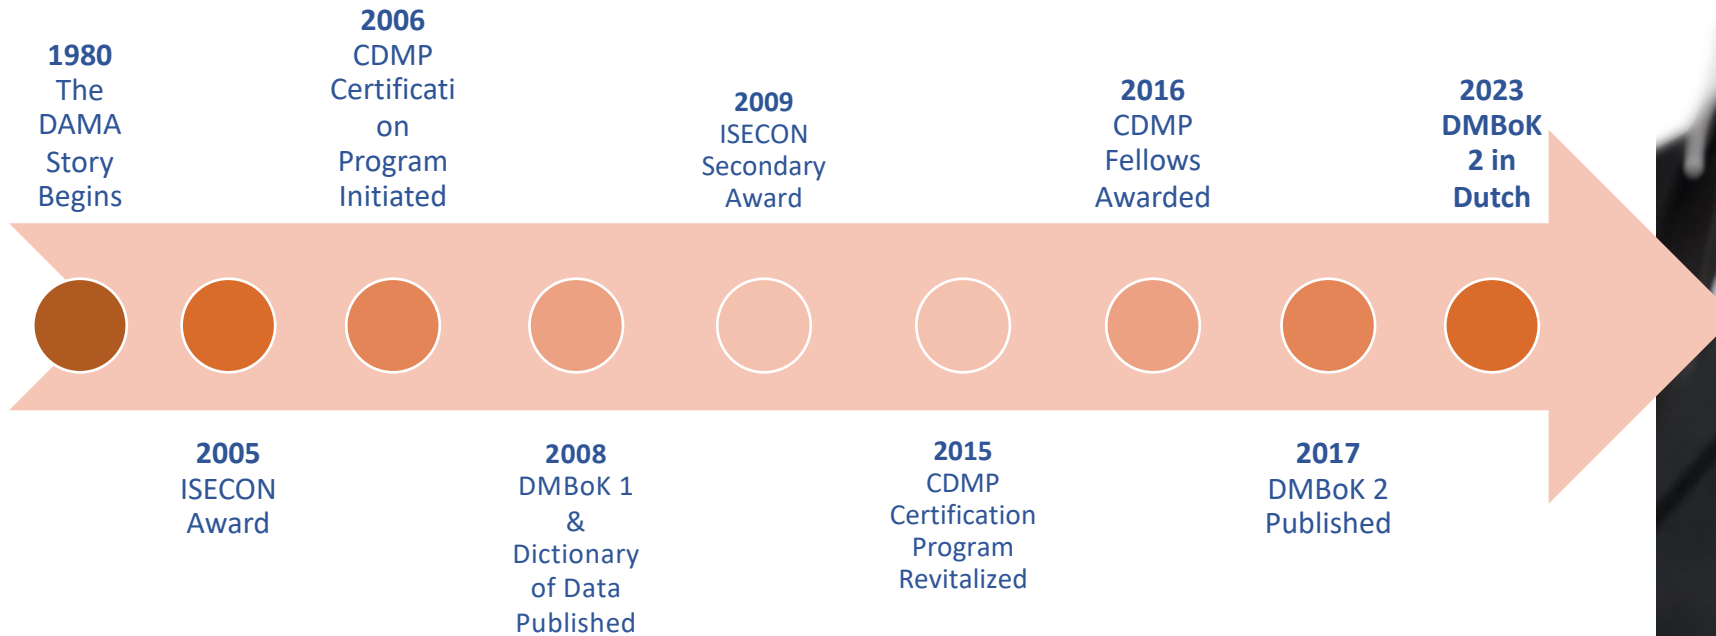 1980
The
DAMA
Story
Begins
2005
ISECON
Award
2006
CDMP
Certificati
on
Program
Initiated
2008
DMBoK 1
&
Dictionary
of Data
Published
2009
ISECON
Secondary
Award
2015
CDMP
Certification
Program
Revitalized
2016
CDMP
Fellows
Awarded
2017
DMBoK 2
Published
2023
DMBoK
2 in
Dutch